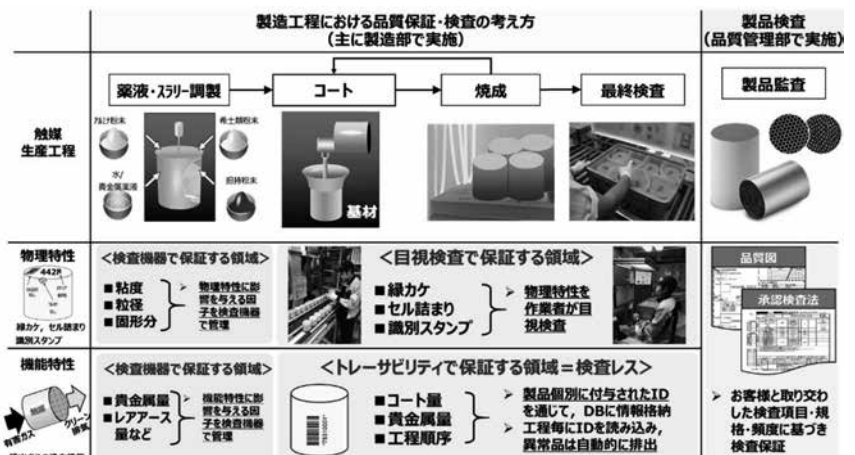 製造工程における品質保証・検査の考え方
(主に製造部で実施)
製品検査
(品質管理部で実施)
触媒
生産工程
薬液・スラリー調製
コート
焼成
最終検査
製品監査
アルミナ粉末
希土類粉末
水/
貴金属薬液
担持粉末
基材
物理特性
442P
縁カケ,セル詰まり
識別スタンプ
<検査機器で保証する領域>
■粘度
■粒径
■固形分
➢ 物理特性に影
響を与える因
子を検査機器
で管理
<目視検査で保証する領域>
■縁カケ
■セル詰まり
■識別スタンプ
➢ 物理特性を
作業者が目
視検査
品質図
承認検査法
機能特性
有害ガス
クリーン
排気
<検査機器で保証する領域>
■貴金属量
■レアアース
量など
➢ 機能特性に影
響を与える因
子を検査機器
で管理
<トレーサビリティで保証する領域=検査レス>
■コート量
■貴金属量
■工程順序
➢ 製品個別に付与されたID
を通じて,DBに情報格納
➢ 工程毎にIDを読み込み,
異常品は自動的に排出
➢ お客様と取り交わ
した検査項目・規
格・頻度に基づき
検査保証